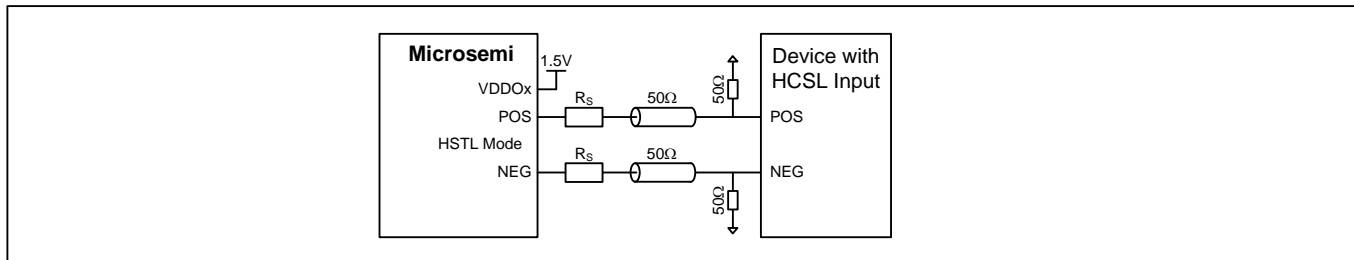 Microsemi
1.5V
VDDOx
POS
HSTL Mode
NEG
RS
50Ω
RS
50Ω
50Ω
50Ω
Device with
HCSL Input
POS
NEG